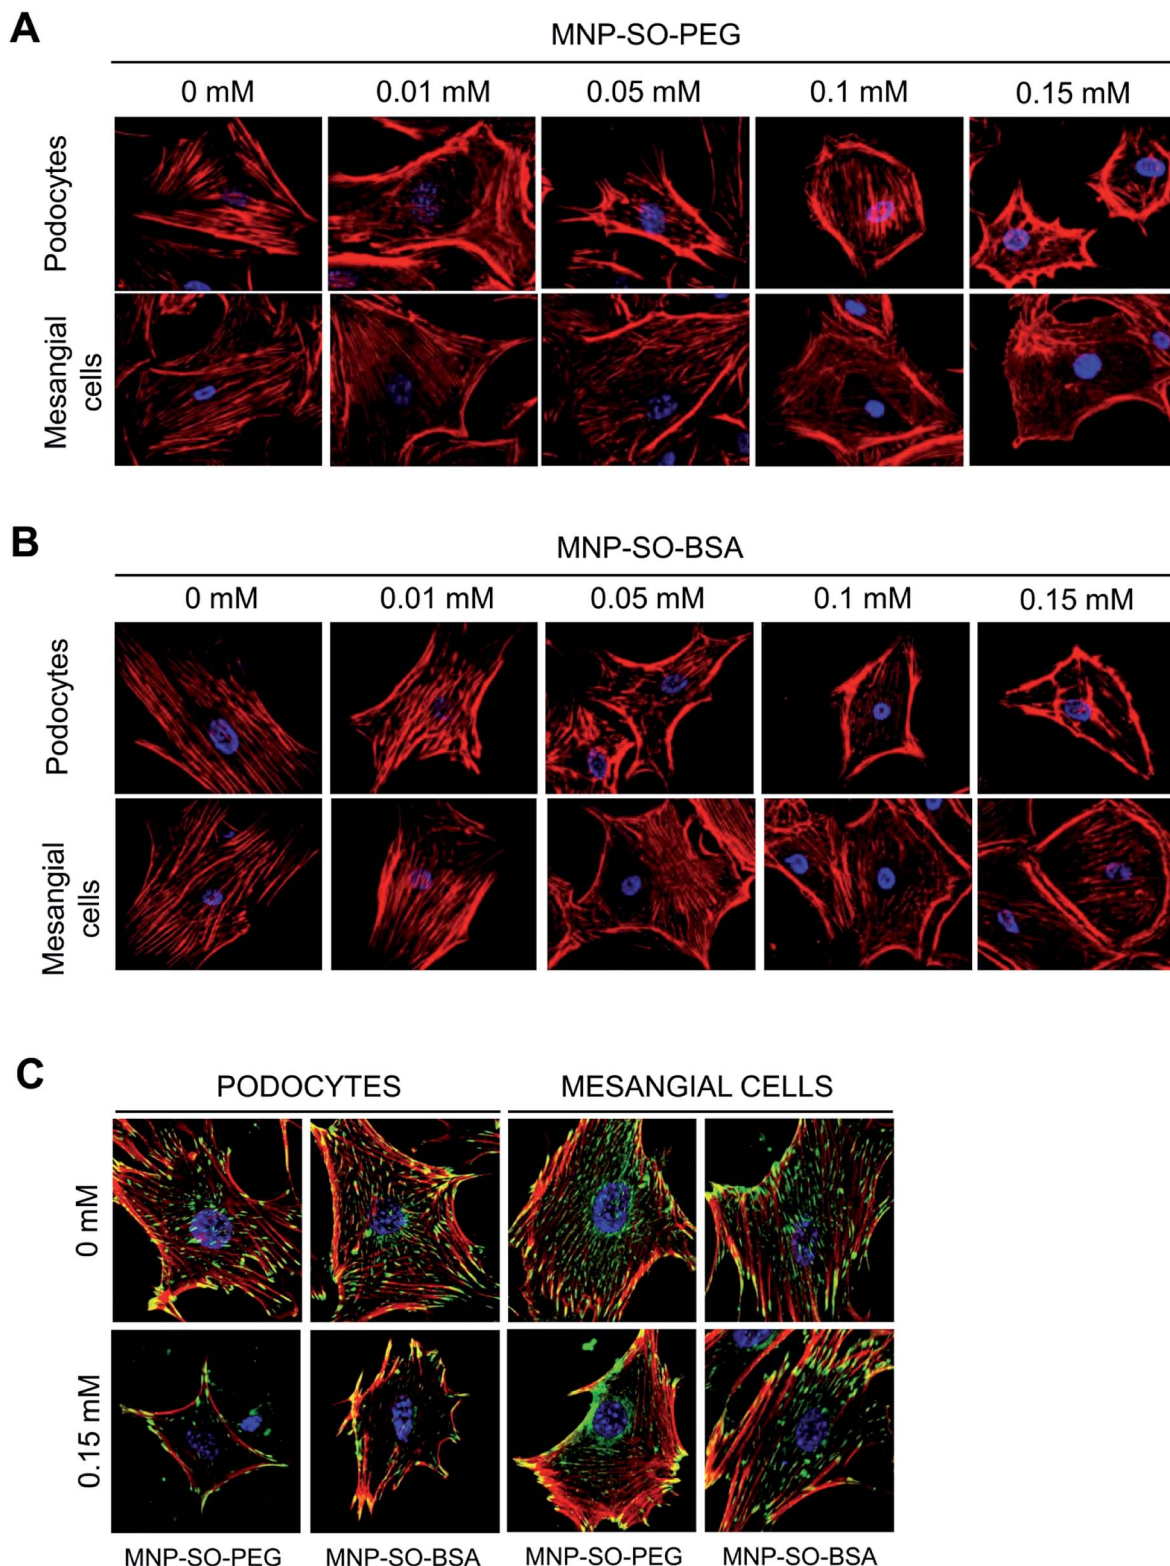 A
MNP-SO-PEG
0 mM 0.01 mM 0.05 mM 0.1 mM 0.15 mM
Podocytes
Mesangial
cells
B
MNP-SO-BSA
0 mM 0.01 mM 0.05 mM 0.1 mM 0.15 mM
Podocytes
Mesangial
cells
C
PODOCYTES MESANGIAL CELLS
0 mM
0.15 mM
MNP-SO-PEG MNP-SO-BSA MNP-SO-PEG MNP-SO-BSA